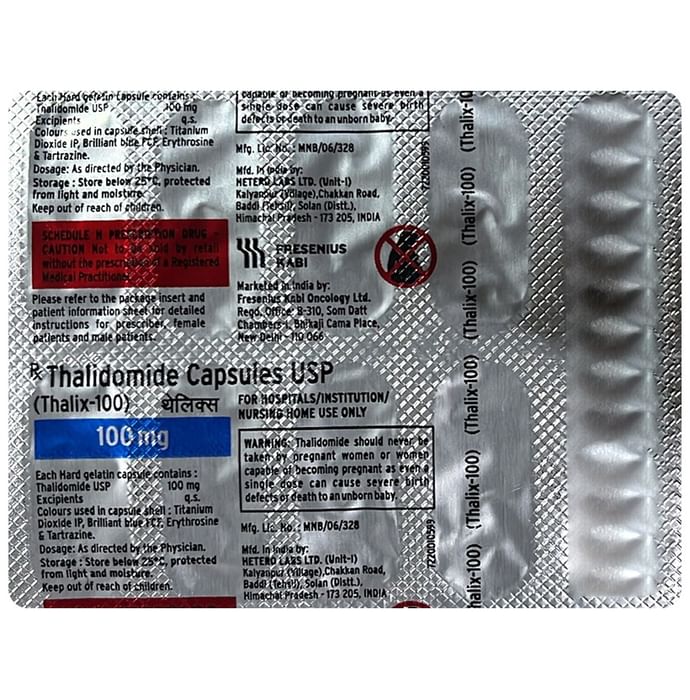 Each Hard gelatin capsule contains :
Thalidomide USP 100 mg
Excipients q.s.
Colours used in capsule shell : Titanium
Dioxide IP, Brilliant blue FCF, Erythrosine
& Tartrazine.
Dosage: As directed by the Physician.
Storage : Store below 25°C, protected
from light and moisture.
Keep out of reach of children.
SCHEDULE H PRESCRIPTION DRUG -
CAUTION Not to be sold by retail
without the prescription of a Registered
Medical Practitioner.
Please refer to the package insert and
patient information sheet for detailed
instructions for prescriber, female
patients and male patients.
capable of becoming pregnant as even a
single dose can cause severe birth
defects or death to an unborn baby.
Mfg. Lic. No. : MNB/06/328
Mfd. in India by:
HETERO LABS LTD. (Unit-I)
Kalyanpur (Village),Chakkan Road,
Baddi (Tehsil), Solan (Distt.),
Himachal Pradesh - 173 205, INDIA
FRESENIUS
KABI
Marketed in India by:
Fresenius Kabi Oncology Ltd.
Regd. Office: B-310, Som Datt
Chambers-I, Bhikaji Cama Place,
New Delhi - 110 066
7220010599
Rx Thalidomide Capsules USP
(Thalix-100) थेलिक्स
100 mg
Each Hard gelatin capsule contains :
Thalidomide USP 100 mg
Excipients q.s.
Colours used in capsule shell : Titanium
Dioxide IP, Brilliant blue FCF, Erythrosine
& Tartrazine.
Dosage: As directed by the Physician.
Storage : Store below 25°C, protected
from light and moisture.
Keep out of reach of children.
FOR HOSPITALS/INSTITUTION/
NURSING HOME USE ONLY
WARNING: Thalidomide should never be
taken by pregnant women or women
capable of becoming pregnant as even a
single dose can cause severe birth
defects or death to an unborn baby.
Mfg. Lic. No. : MNB/06/328
Mfd. in India by:
HETERO LABS LTD. (Unit-I)
Kalyanpur (Village),Chakkan Road,
Baddi (Tehsil), Solan (Distt.),
Himachal Pradesh - 173 205, INDIA
7220010599
(Thalix-100) (Thalix-100) (Thalix-100) (Thalix-100) (Thalix-100)